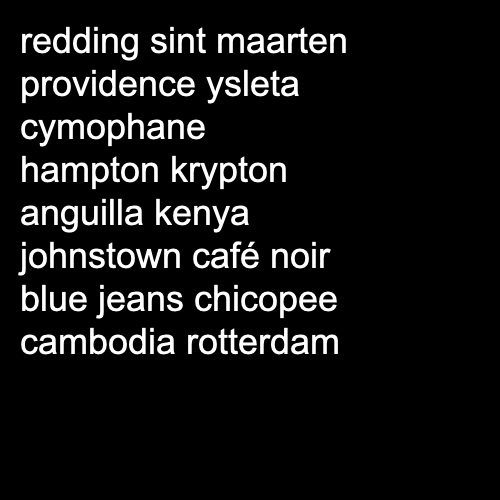 redding sint maarten
providence ysleta
cymophane
hampton krypton
anguilla kenya
johnstown café noir
blue jeans chicopee
cambodia rotterdam